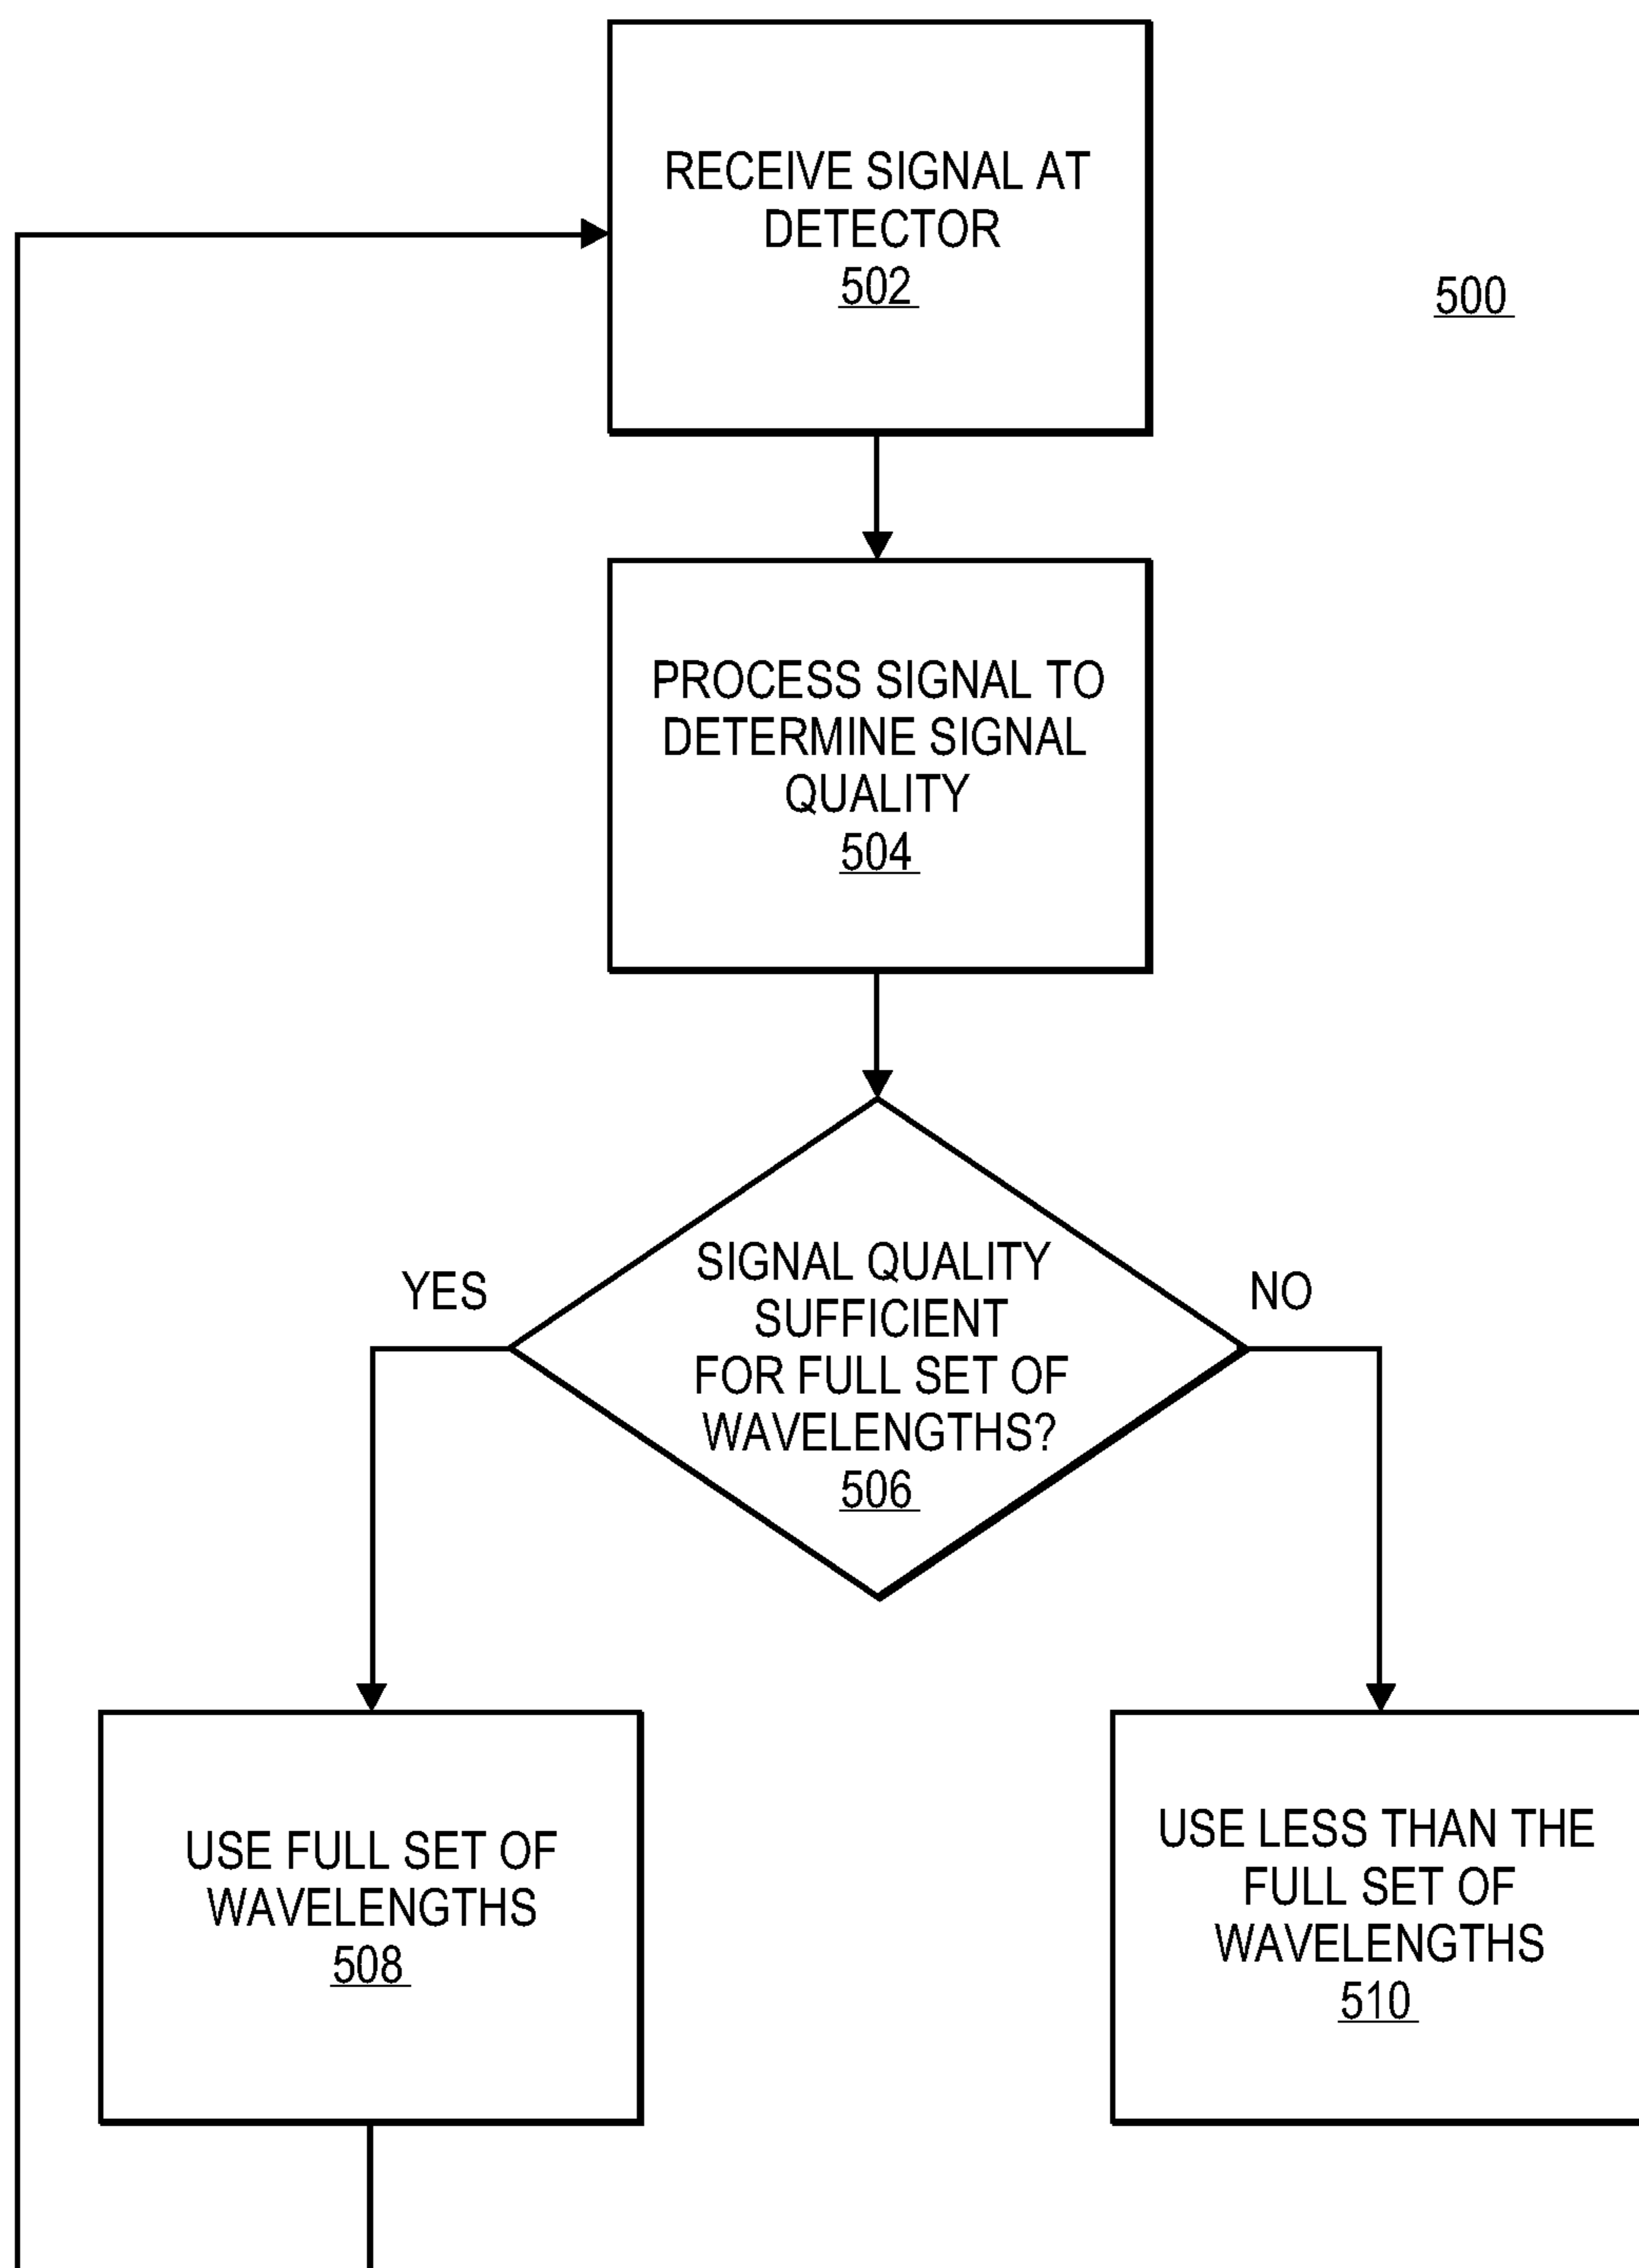 RECEIVE SIGNAL AT
DETECTOR
502
500
PROCESS SIGNAL TO
DETERMINE SIGNAL
QUALITY
504
SIGNAL QUALITY
SUFFICIENT
FOR FULL SET OF
WAVELENGTHS?
506
YES
NO
USE FULL SET OF
WAVELENGTHS
508
USE LESS THAN THE
FULL SET OF
WAVELENGTHS
510